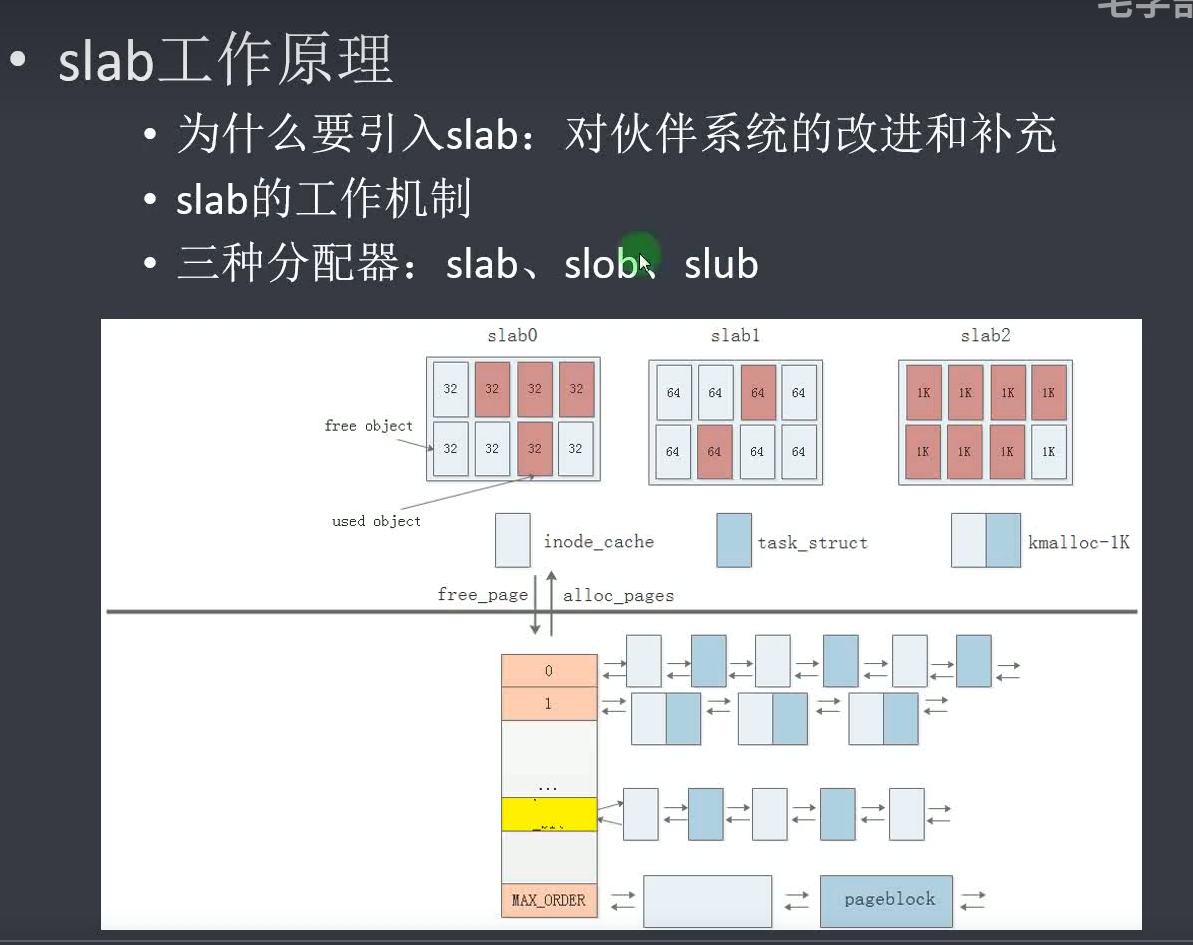 slab工作原理
为什么要引入slab：对伙伴系统的改进和补充
slab的工作机制
三种分配器：slab、slob、slub
slab0 slab1 slab2
32 32 32 32 64 64 64 64 1K 1K 1K 1K
free object
32 32 32 32 64 64 64 64 1K 1K 1K 1K
used object
inode_cache task_struct kmalloc-1K
free_page alloc_pages
0
1
...
MAX_ORDER pageblock